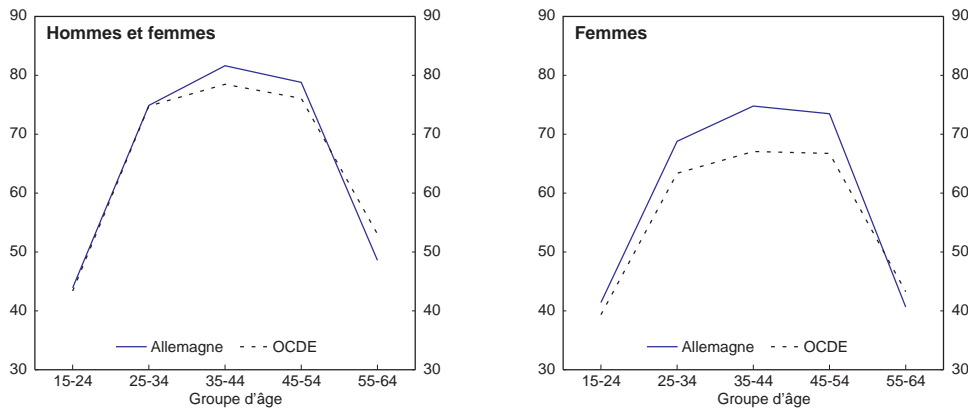 90 90 90 90
Hommes et femmes Femmes
80 80 80 80
70 70 70 70
60 60 60 60
50 50 50 50
40 40 40 40
Allemagne OCDE Allemagne OCDE
30 30 30 30
15-24 25-34 35-44 45-54 55-64 15-24 25-34 35-44 45-54 55-64
Groupe d'âge Groupe d'âge